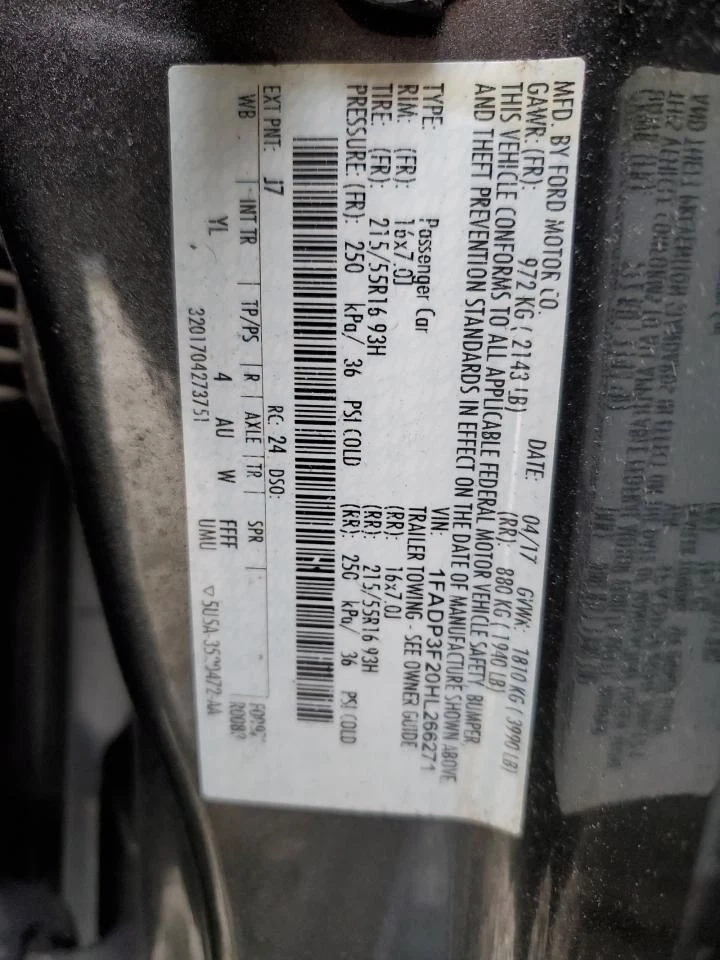 MFD. BY FORD MOTOR CO.
DATE: 04/17 GVWR: 1810 KG ( 3990 LB)
GAWR: (FR): 972 KG ( 2143 LB) (RR): 880 KG ( 1940 LB)
THIS VEHICLE CONFORMS TO ALL APPLICABLE FEDERAL MOTOR VEHICLE SAFETY, BUMPER,
AND THEFT PREVENTION STANDARDS IN EFFECT ON THE DATE OF MANUFACTURE SHOWN ABOVE
VIN: 1FADP3F20HL266271
TYPE: Passenger Car TRAILER TOWING - SEE OWNER GUIDE
RIM: (FR): 16x7.0J (RR): 16x7.0J
TIRE: (FR): 215/55R16 93H (RR): 215/55R16 93H
PRESSURE: (FR): 250 kPa/ 36 PSI COLD (RR): 250 kPa/ 36 PSI COLD
EXT PNT: J7 RC: 24 DSO:
WB | INT TR | TP/PS | R | AXLE | TR | SPR
YL 4 AU W FFFF
3201704273751 UMU